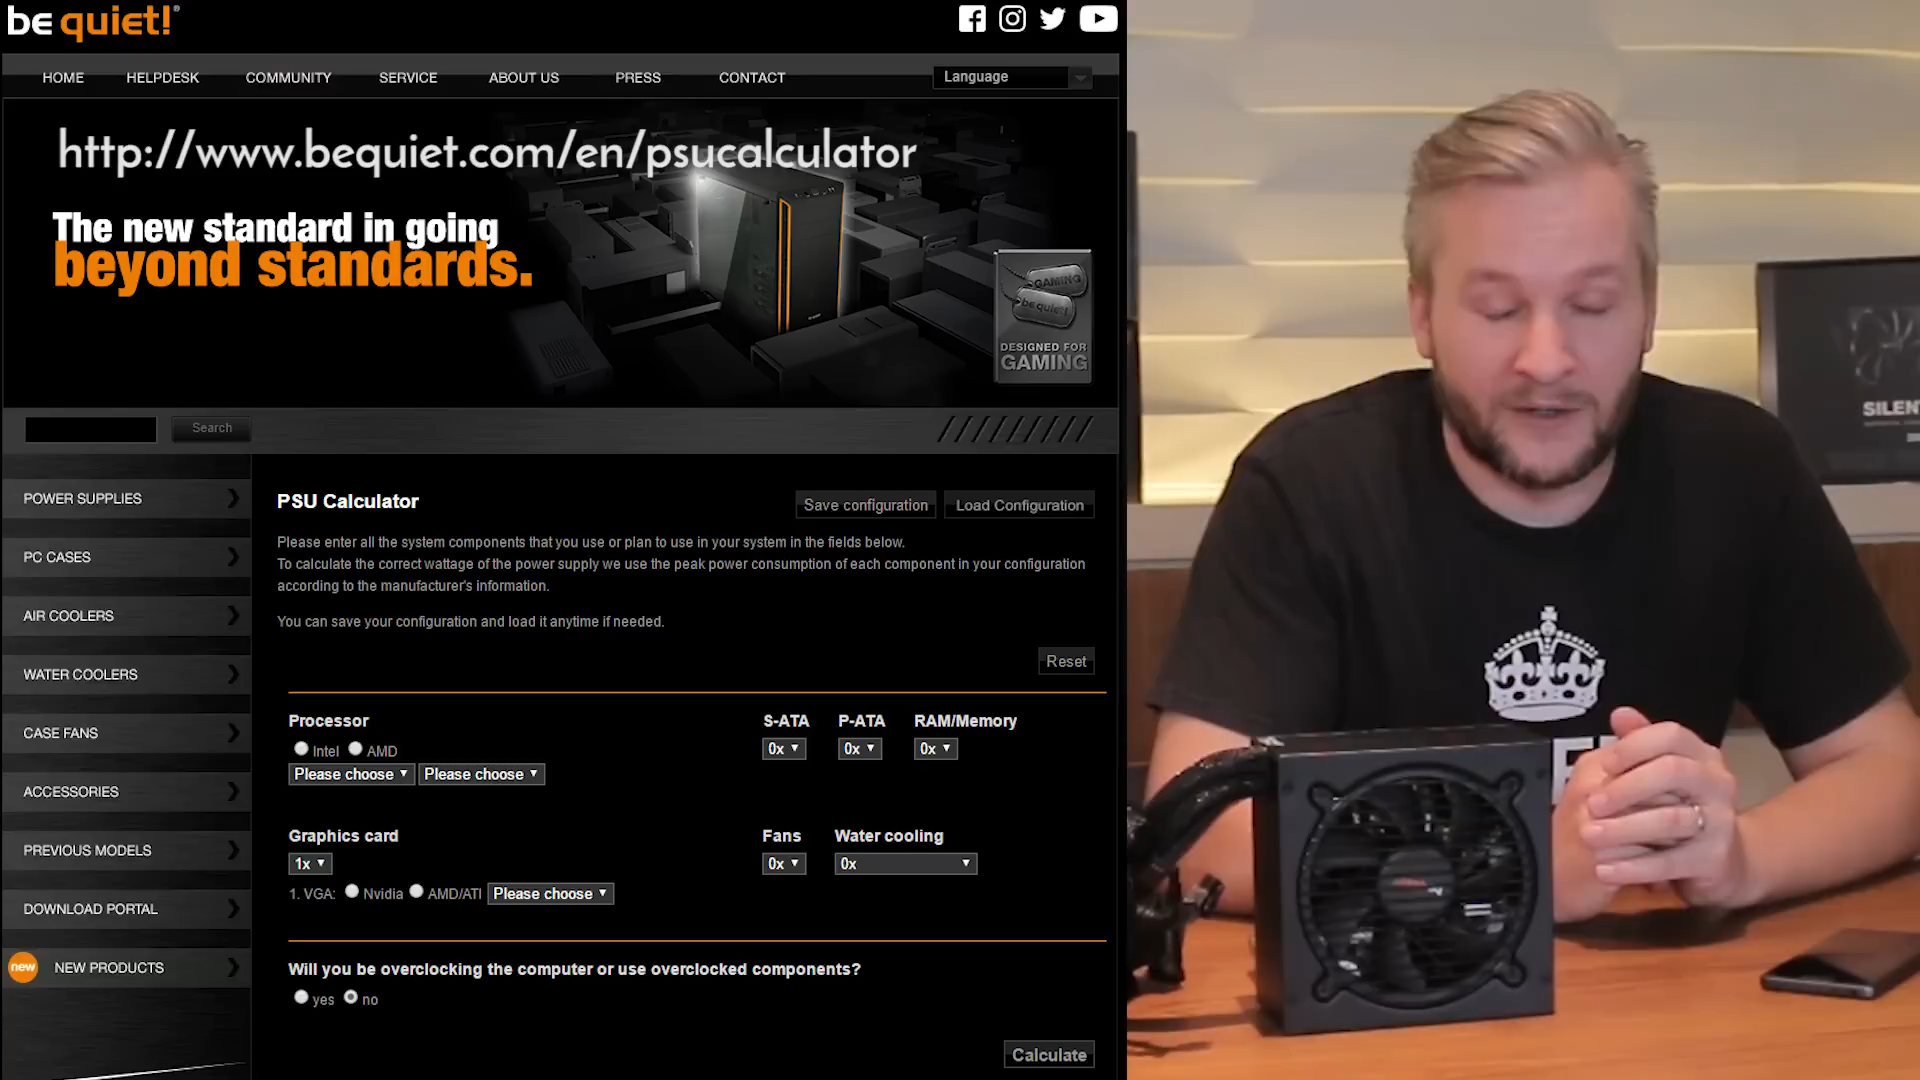 be quiet!®
HOME HELPDESK COMMUNITY SERVICE ABOUT US PRESS CONTACT Language
http://www.bequiet.com/en/psucalculator
The new standard in going
beyond standards.
GAMING
be quiet!
DESIGNED FOR
GAMING
Search
POWER SUPPLIES
PC CASES
AIR COOLERS
WATER COOLERS
CASE FANS
ACCESSORIES
PREVIOUS MODELS
DOWNLOAD PORTAL
new NEW PRODUCTS
PSU Calculator Save configuration Load Configuration
Please enter all the system components that you use or plan to use in your system in the fields below.
To calculate the correct wattage of the power supply we use the peak power consumption of each component in your configuration
according to the manufacturer's information.
You can save your configuration and load it anytime if needed.
Reset
Processor S-ATA P-ATA RAM/Memory
Intel AMD 0x 0x 0x
Please choose Please choose
Graphics card Fans Water cooling
1x 0x 0x
1. VGA: Nvidia AMD/ATI Please choose
Will you be overclocking the computer or use overclocked components?
yes no
Calculate
SILENT